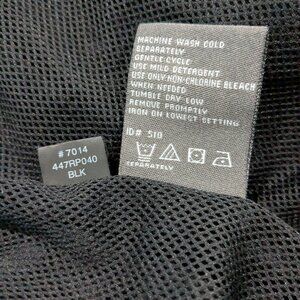 MACHINE WASH COLD
SEPARATELY
GENTLE CYCLE
USE MILD DETERGENT
USE ONLY NON-CHLORINE BLEACH
WHEN NEEDED
TUMBLE DRY LOW
REMOVE PROMPTLY
IRON ON LOWEST SETTING
ID# 510
SEPARATELY
# 7014
447RP040
BLK